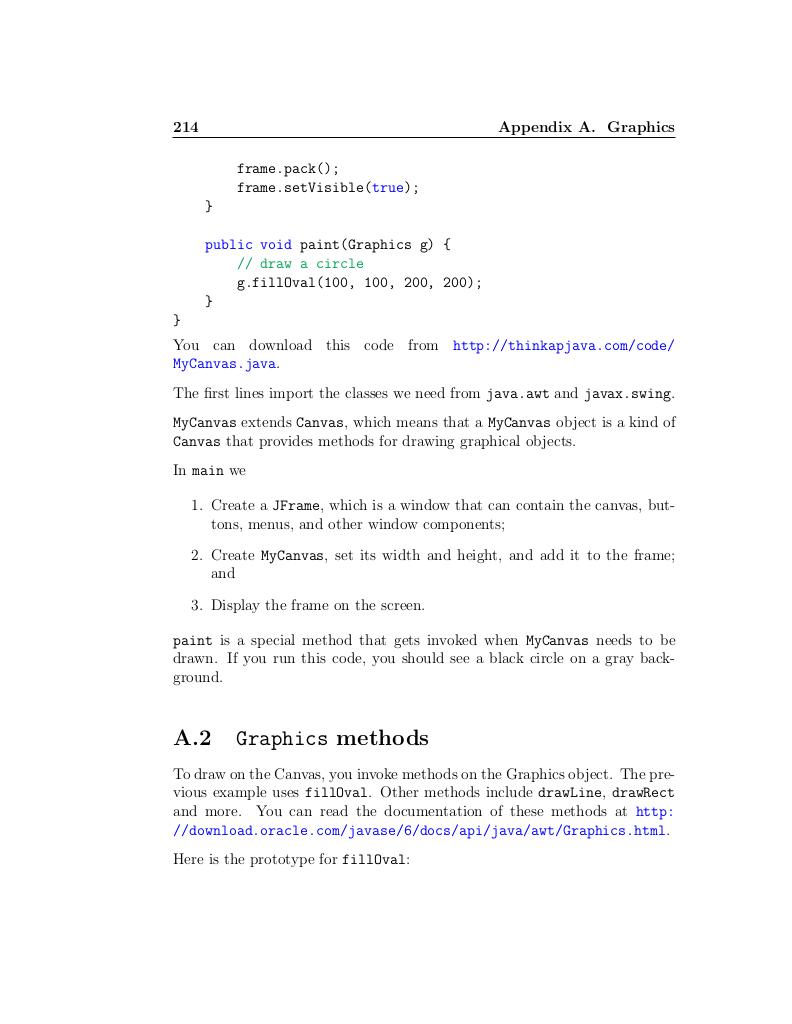 214 Appendix A. Graphics
frame.pack();
frame.setVisible(true);
}
public void paint(Graphics g) {
// draw a circle
g.fillOval(100, 100, 200, 200);
}
}
You can download this code from http://thinkapjava.com/code/
MyCanvas.java.
The first lines import the classes we need from java.awt and javax.swing.
MyCanvas extends Canvas, which means that a MyCanvas object is a kind of
Canvas that provides methods for drawing graphical objects.
In main we
1. Create a JFrame, which is a window that can contain the canvas, but-
tons, menus, and other window components;
2. Create MyCanvas, set its width and height, and add it to the frame;
and
3. Display the frame on the screen.
paint is a special method that gets invoked when MyCanvas needs to be
drawn. If you run this code, you should see a black circle on a gray back-
ground.
A.2 Graphics methods
To draw on the Canvas, you invoke methods on the Graphics object. The pre-
vious example uses fillOval. Other methods include drawLine, drawRect
and more. You can read the documentation of these methods at http:
//download.oracle.com/javase/6/docs/api/java/awt/Graphics.html.
Here is the prototype for fillOval: